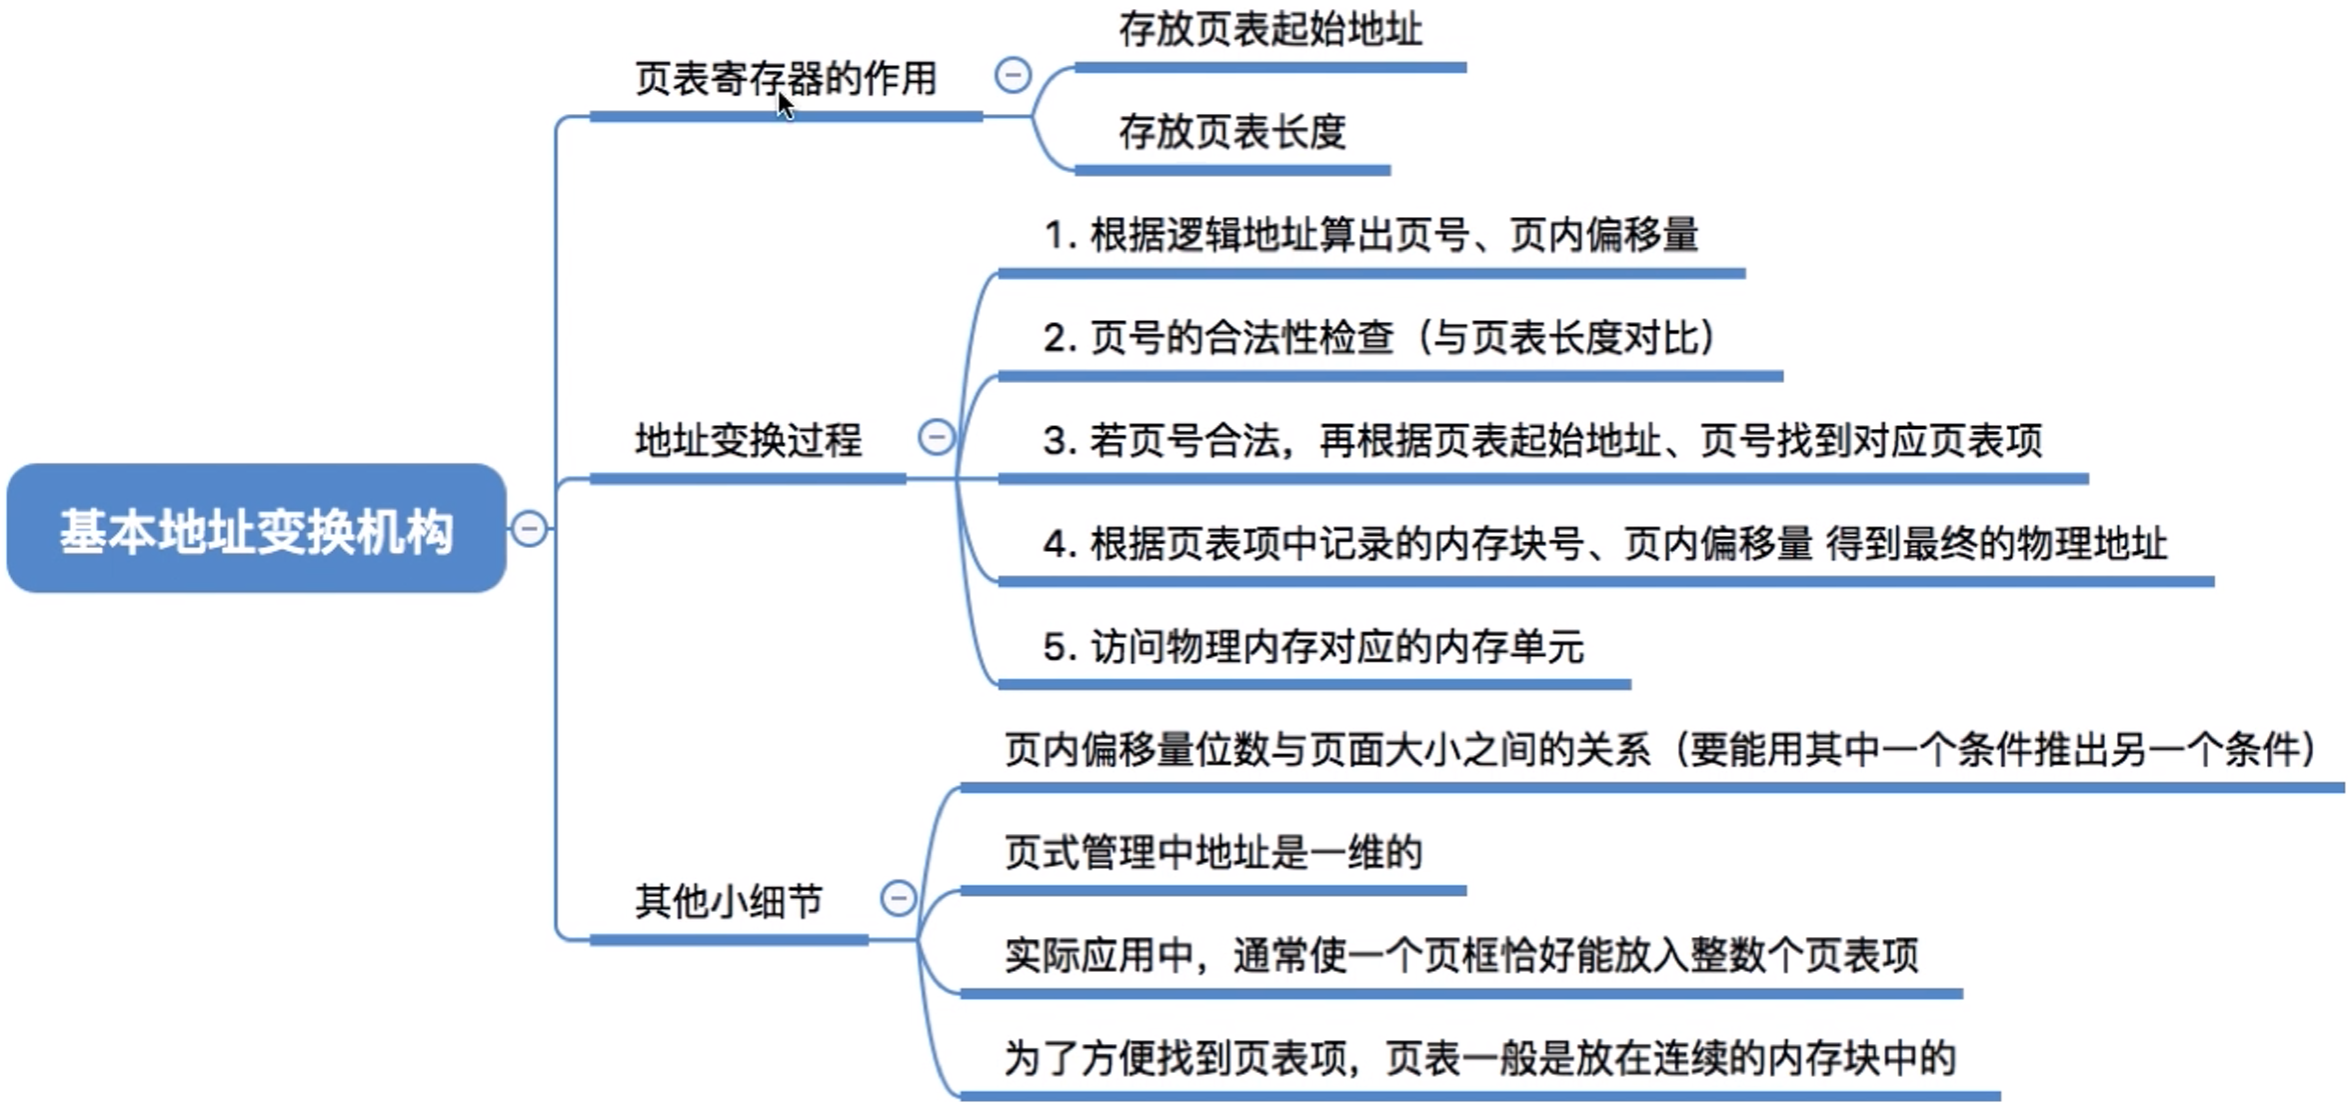 基本地址变换机构
页表寄存器的作用
存放页表起始地址
存放页表长度
地址变换过程
1. 根据逻辑地址算出页号、页内偏移量
2. 页号的合法性检查（与页表长度对比）
3. 若页号合法，再根据页表起始地址、页号找到对应页表项
4. 根据页表项中记录的内存块号、页内偏移量 得到最终的物理地址
5. 访问物理内存对应的内存单元
其他小细节
页内偏移量位数与页面大小之间的关系（要能用其中一个条件推出另一个条件）
页式管理中地址是一维的
实际应用中，通常使一个页框恰好能放入整数个页表项
为了方便找到页表项，页表一般是放在连续的内存块中的